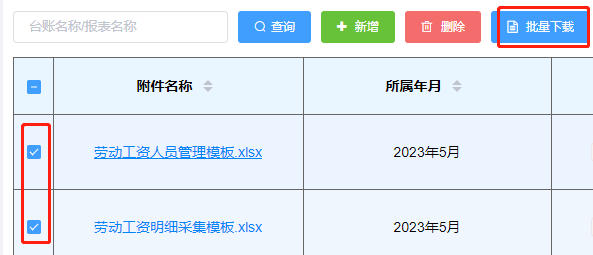 台账名称/报表名称 查询 新增 删除 批量下载
附件名称 所属年月
劳动工资人员管理模板.xlsx 2023年5月
劳动工资明细采集模板.xlsx 2023年5月